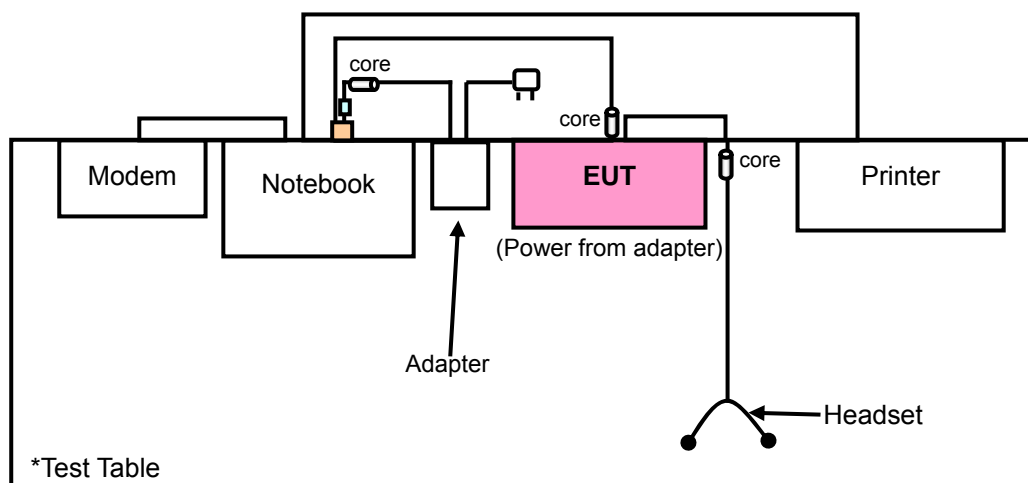 core
core
core
Modem
Notebook
EUT
Printer
(Power from adapter)
Adapter
Headset
*Test Table